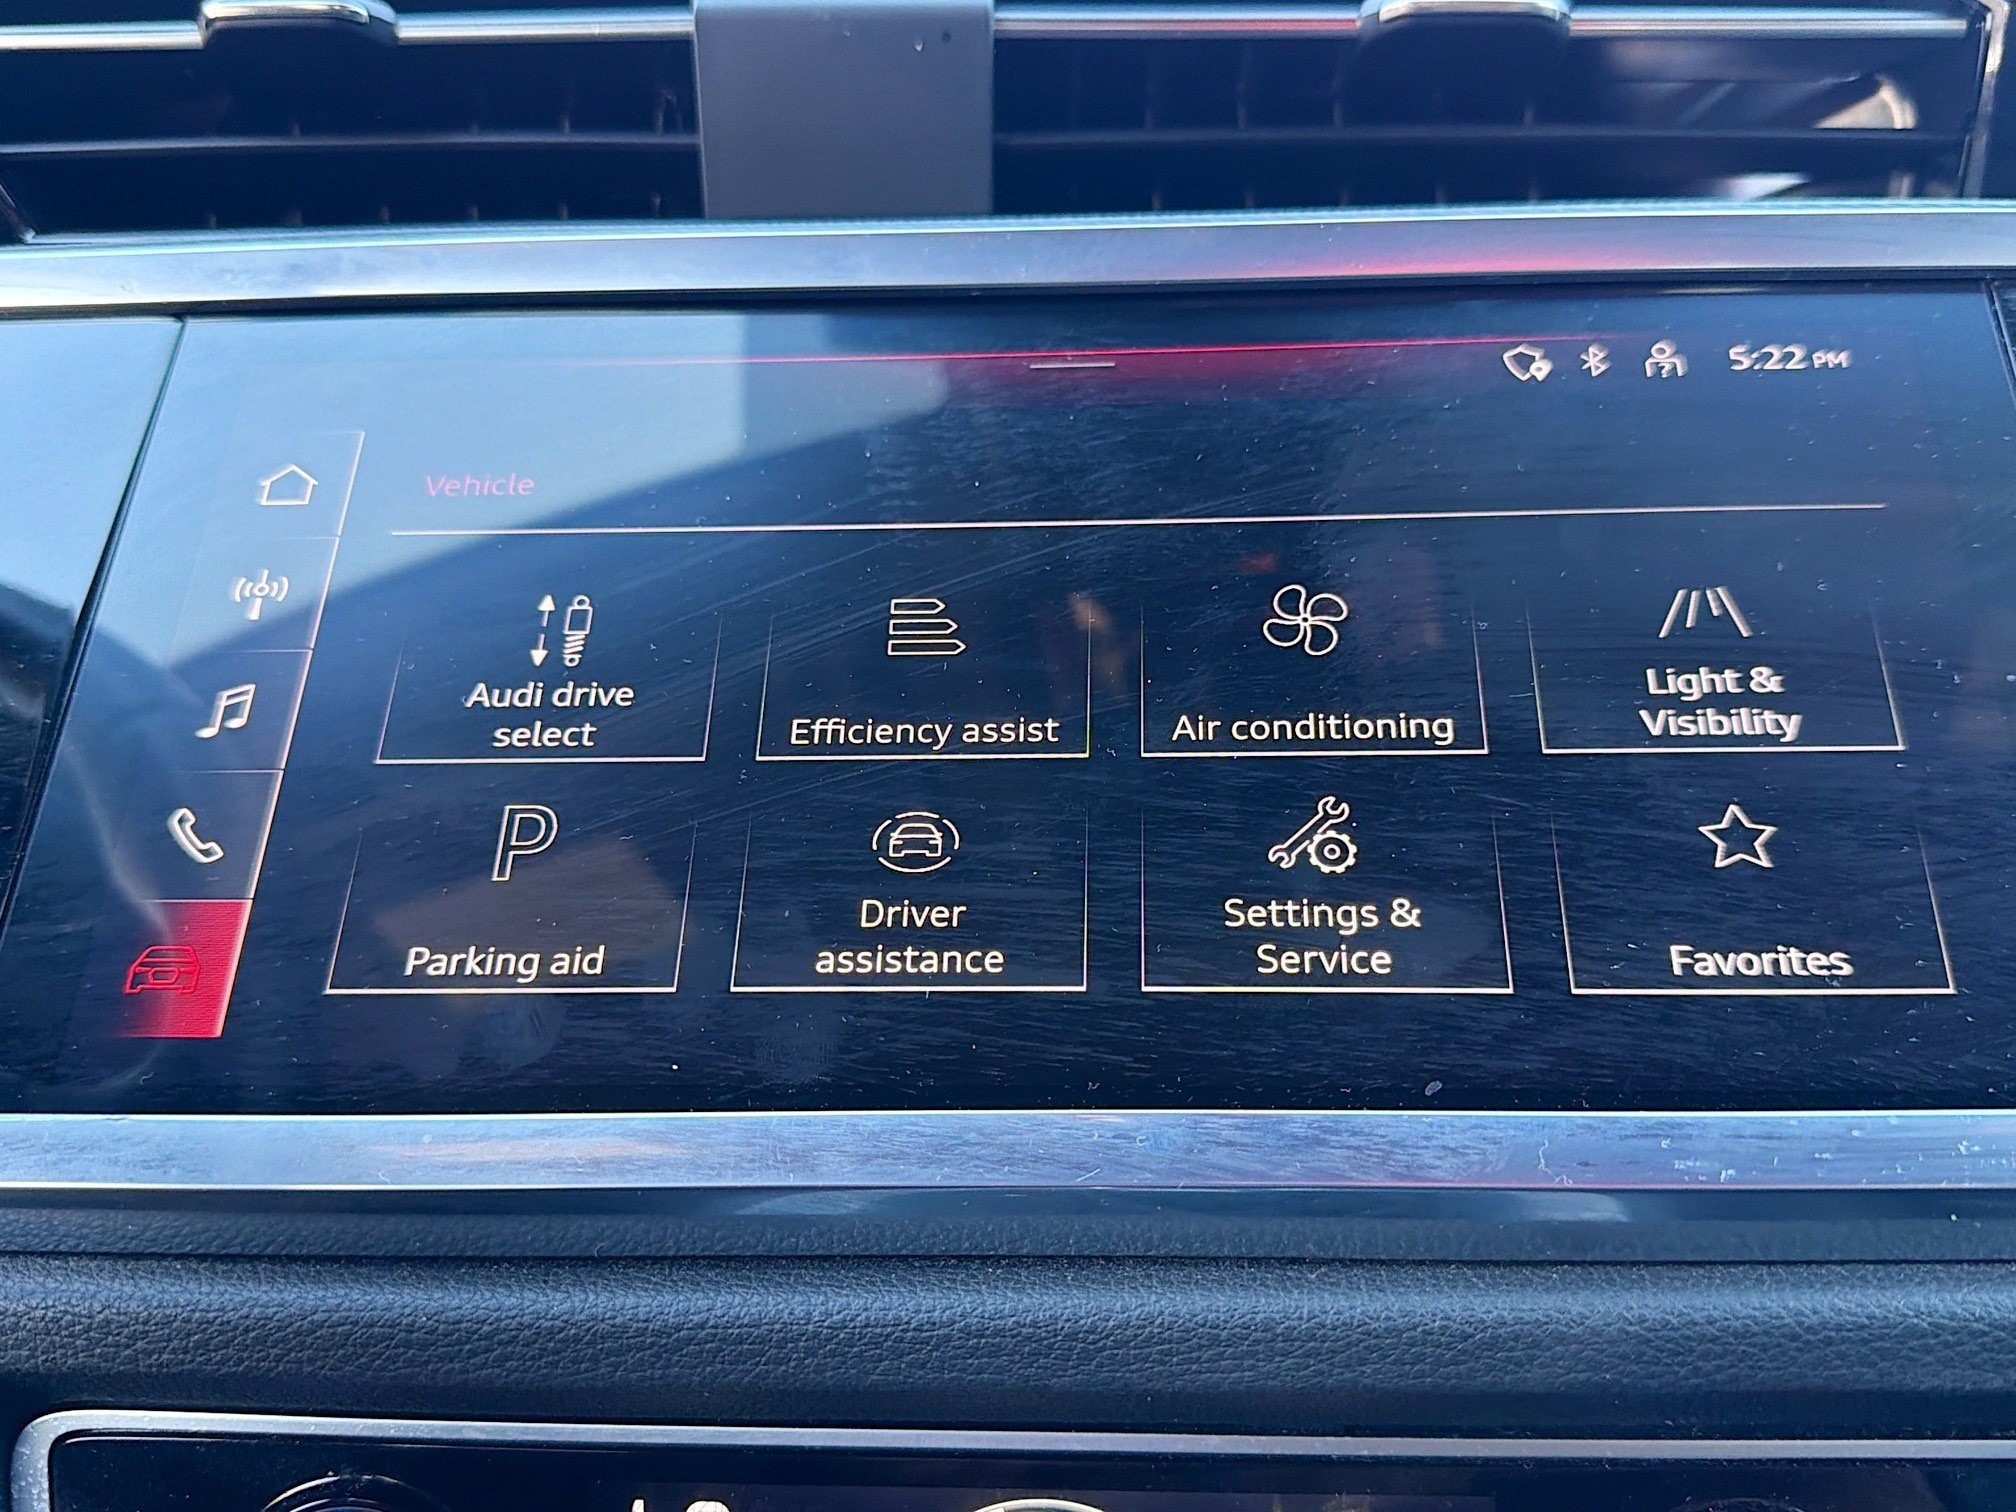 5:22 PM
Vehicle
Audi drive
select
Efficiency assist
Air conditioning
Light &
Visibility
P
Parking aid
Driver
assistance
Settings &
Service
Favorites